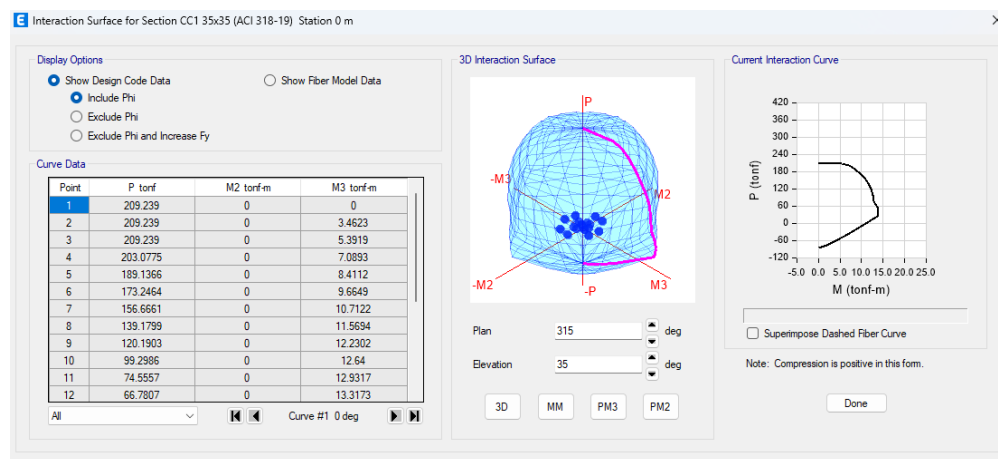 E Interaction Surface for Section CC1 35x35 (ACI 318-19) Station 0 m
Display Options
Show Design Code Data
Show Fiber Model Data
Include Phi
Exclude Phi
Exclude Phi and Increase Fy
Curve Data
Point P tonf M2 tonf-m M3 tonf-m
1 209.239 0 0
2 209.239 0 3.4623
3 209.239 0 5.3919
4 203.0775 0 7.0893
5 189.1366 0 8.4112
6 173.2464 0 9.6649
7 156.6661 0 10.7122
8 139.1799 0 11.5694
9 120.1903 0 12.2302
10 99.2986 0 12.64
11 74.5557 0 12.9317
12 66.7807 0 13.3173
All
Curve #1 0 deg
3D Interaction Surface
P
-M3
M2
-M2
-P
M3
Plan 315 deg
Elevation 35 deg
3D MM PM3 PM2
Current Interaction Curve
420
360
300
240
180
120
60
0
-60
-120
P (tonf)
-5.0 0.0 5.0 10.0 15.0 20.0 25.0
M (tonf-m)
Superimpose Dashed Fiber Curve
Note: Compression is positive in this form.
Done